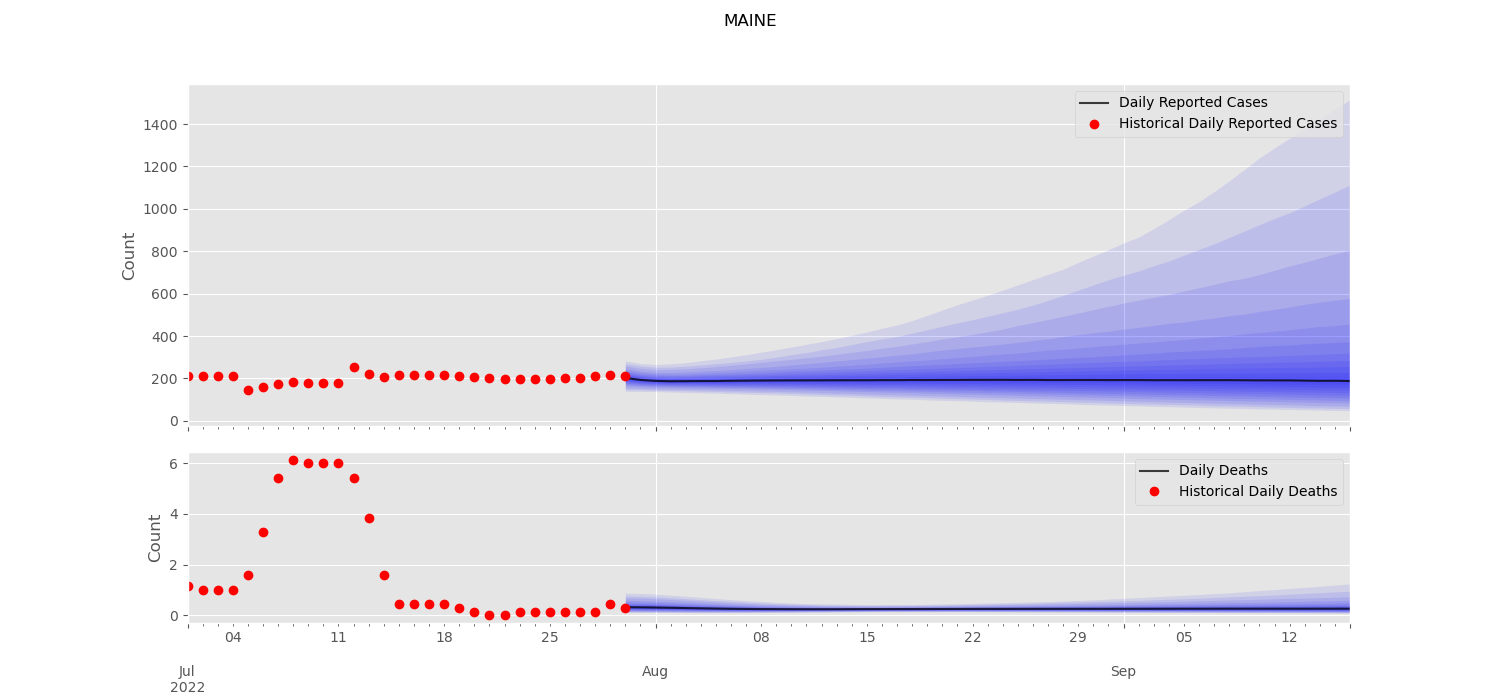 MAINE
Daily Reported Cases
Historical Daily Reported Cases
1400
1200
1000
800
600
400
200
0
Count
Daily Deaths
Historical Daily Deaths
6
4
2
0
Count
04 11 18 25 08 15 22 29 05 12
Jul Aug Sep
2022